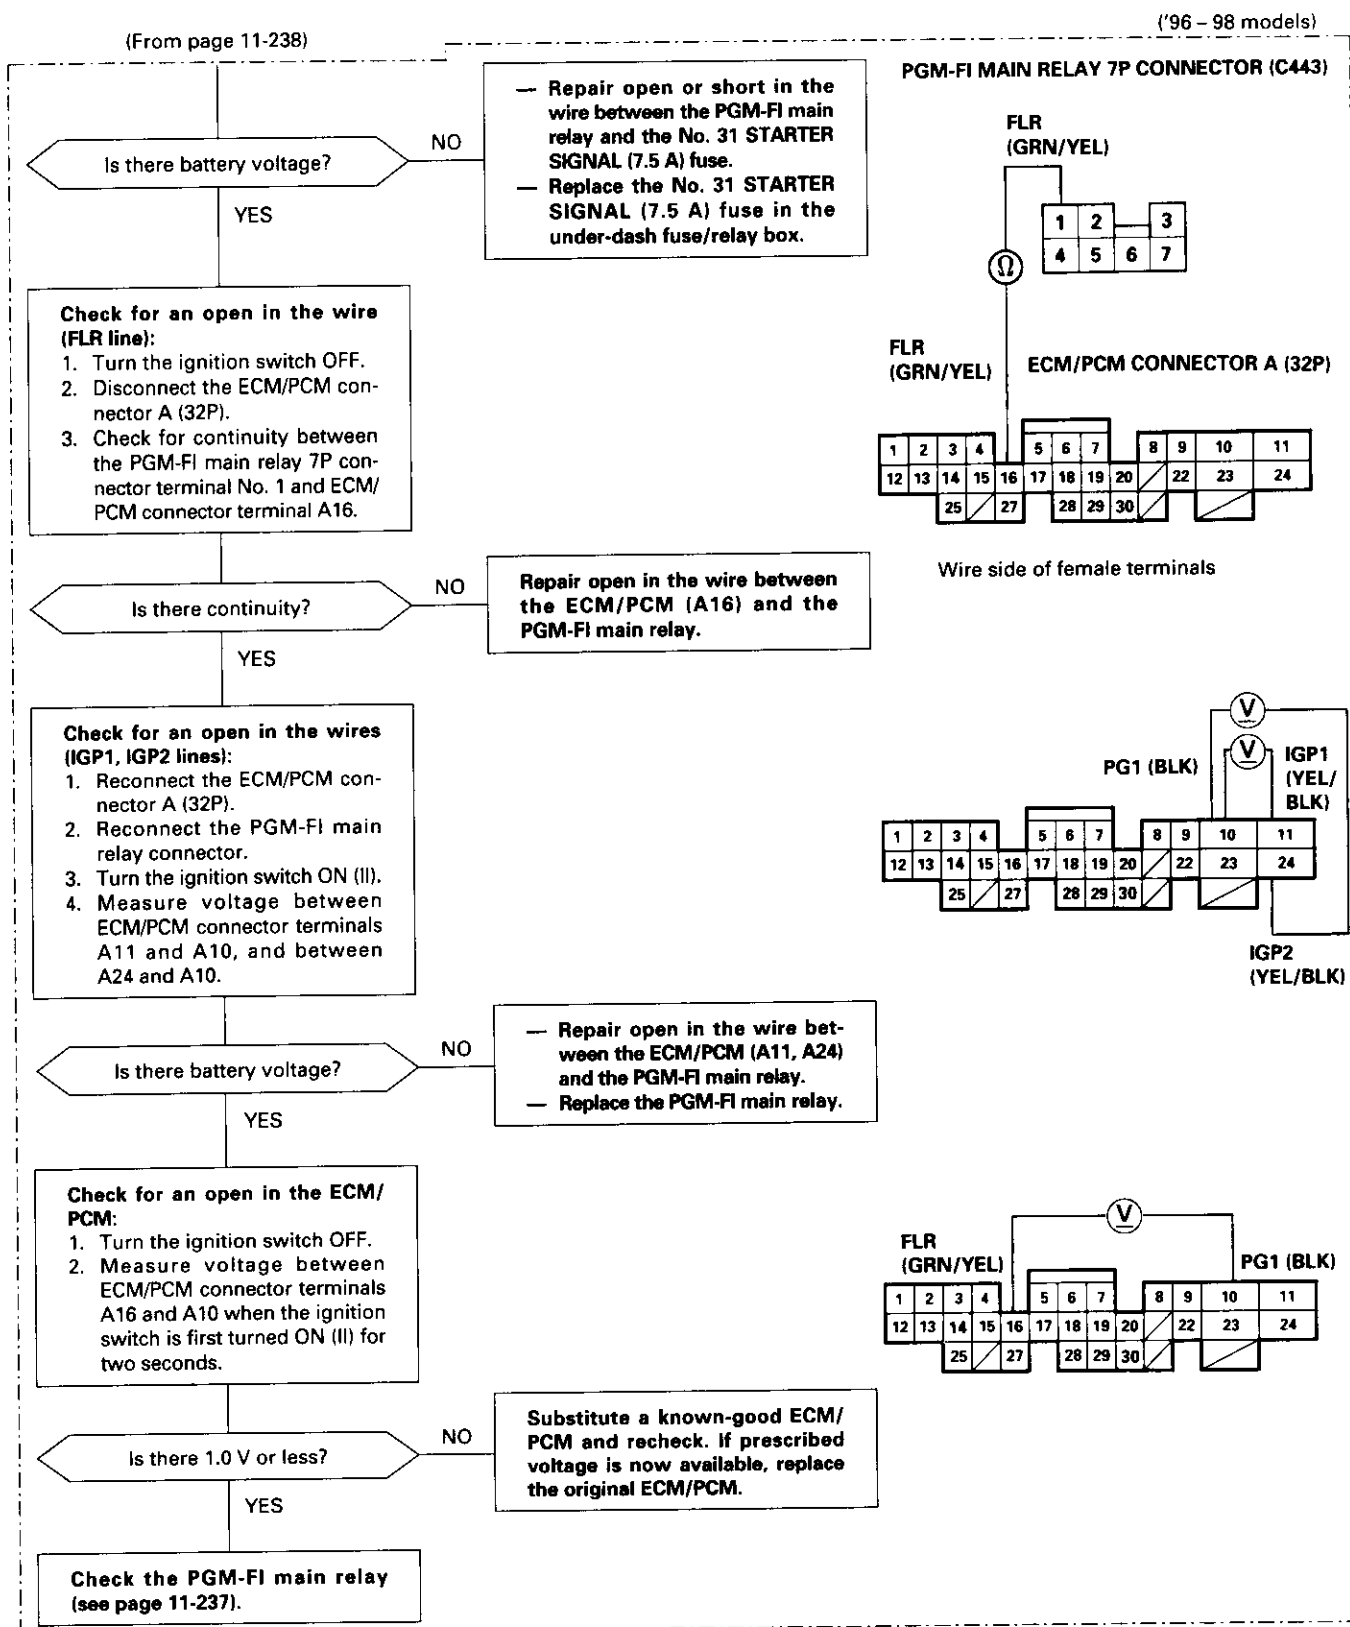 (From page 11-238)
('96 – 98 models)
Is there battery voltage?
NO
— Repair open or short in the
wire between the PGM-FI main
relay and the No. 31 STARTER
SIGNAL (7.5 A) fuse.
— Replace the No. 31 STARTER
SIGNAL (7.5 A) fuse in the
under-dash fuse/relay box.
YES
PGM-FI MAIN RELAY 7P CONNECTOR (C443)
FLR
(GRN/YEL)
1 2 3
4 5 6 7
Ω
Check for an open in the wire
(FLR line):
1. Turn the ignition switch OFF.
2. Disconnect the ECM/PCM con-
nector A (32P).
3. Check for continuity between
the PGM-FI main relay 7P con-
nector terminal No. 1 and ECM/
PCM connector terminal A16.
FLR
(GRN/YEL)
ECM/PCM CONNECTOR A (32P)
1 2 3 4 5 6 7 8 9 10 11
12 13 14 15 16 17 18 19 20 22 23 24
25 27 28 29 30
Wire side of female terminals
Is there continuity?
NO
Repair open in the wire between
the ECM/PCM (A16) and the
PGM-FI main relay.
YES
Check for an open in the wires
(IGP1, IGP2 lines):
1. Reconnect the ECM/PCM con-
nector A (32P).
2. Reconnect the PGM-FI main
relay connector.
3. Turn the ignition switch ON (II).
4. Measure voltage between
ECM/PCM connector terminals
A11 and A10, and between
A24 and A10.
V
V
PG1 (BLK)
IGP1
(YEL/
BLK)
1 2 3 4 5 6 7 8 9 10 11
12 13 14 15 16 17 18 19 20 22 23 24
25 27 28 29 30
IGP2
(YEL/BLK)
Is there battery voltage?
NO
— Repair open in the wire bet-
ween the ECM/PCM (A11, A24)
and the PGM-FI main relay.
— Replace the PGM-FI main relay.
YES
Check for an open in the ECM/
PCM:
1. Turn the ignition switch OFF.
2. Measure voltage between
ECM/PCM connector terminals
A16 and A10 when the ignition
switch is first turned ON (II) for
two seconds.
V
FLR
(GRN/YEL)
PG1 (BLK)
1 2 3 4 5 6 7 8 9 10 11
12 13 14 15 16 17 18 19 20 22 23 24
25 27 28 29 30
Is there 1.0 V or less?
NO
Substitute a known-good ECM/
PCM and recheck. If prescribed
voltage is now available, replace
the original ECM/PCM.
YES
Check the PGM-FI main relay
(see page 11-237).